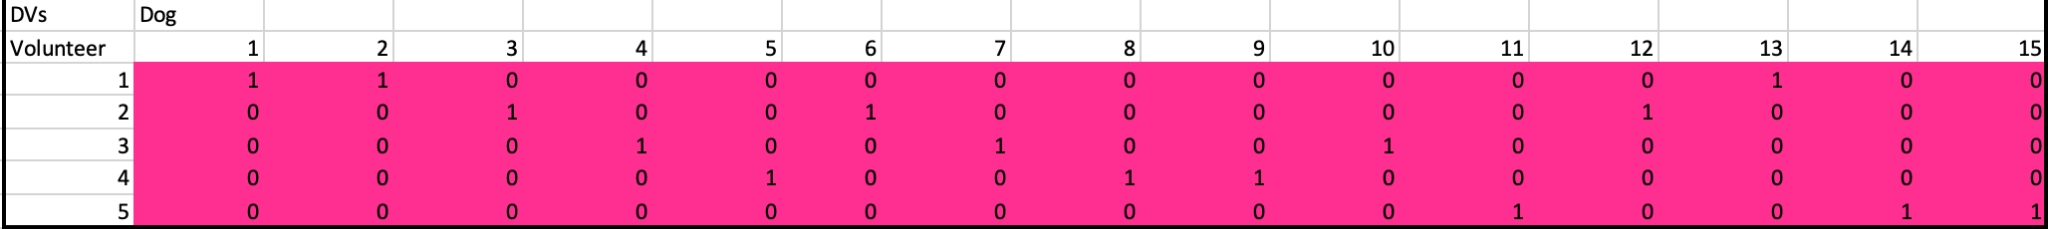 DVs Dog
Volunteer 1 2 3 4 5 6 7 8 9 10 11 12 13 14 15
1 1 1 0 0 0 0 0 0 0 0 0 0 1 0 0
2 0 0 1 0 0 1 0 0 0 0 0 1 0 0 0
3 0 0 0 1 0 0 1 0 0 1 0 0 0 0 0
4 0 0 0 0 1 0 0 1 1 0 0 0 0 0 0
5 0 0 0 0 0 0 0 0 0 0 1 0 0 1 1